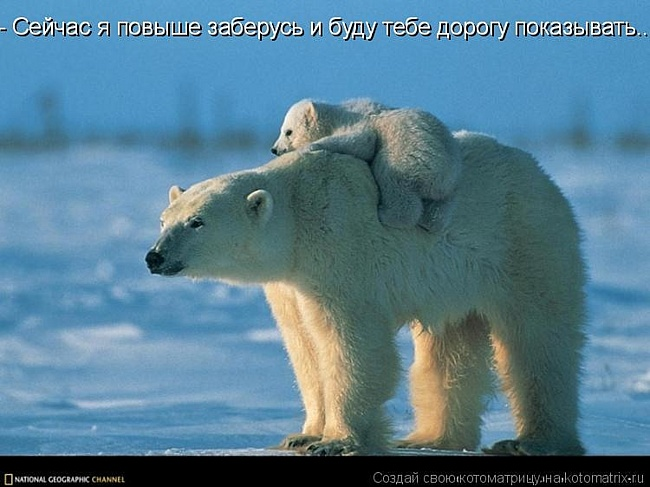 - Сейчас я повыше заберусь и буду тебе дорогу показывать..
NATIONAL GEOGRAPHIC CHANNEL
Создай свою котоматрицу на kotomatrix.ru